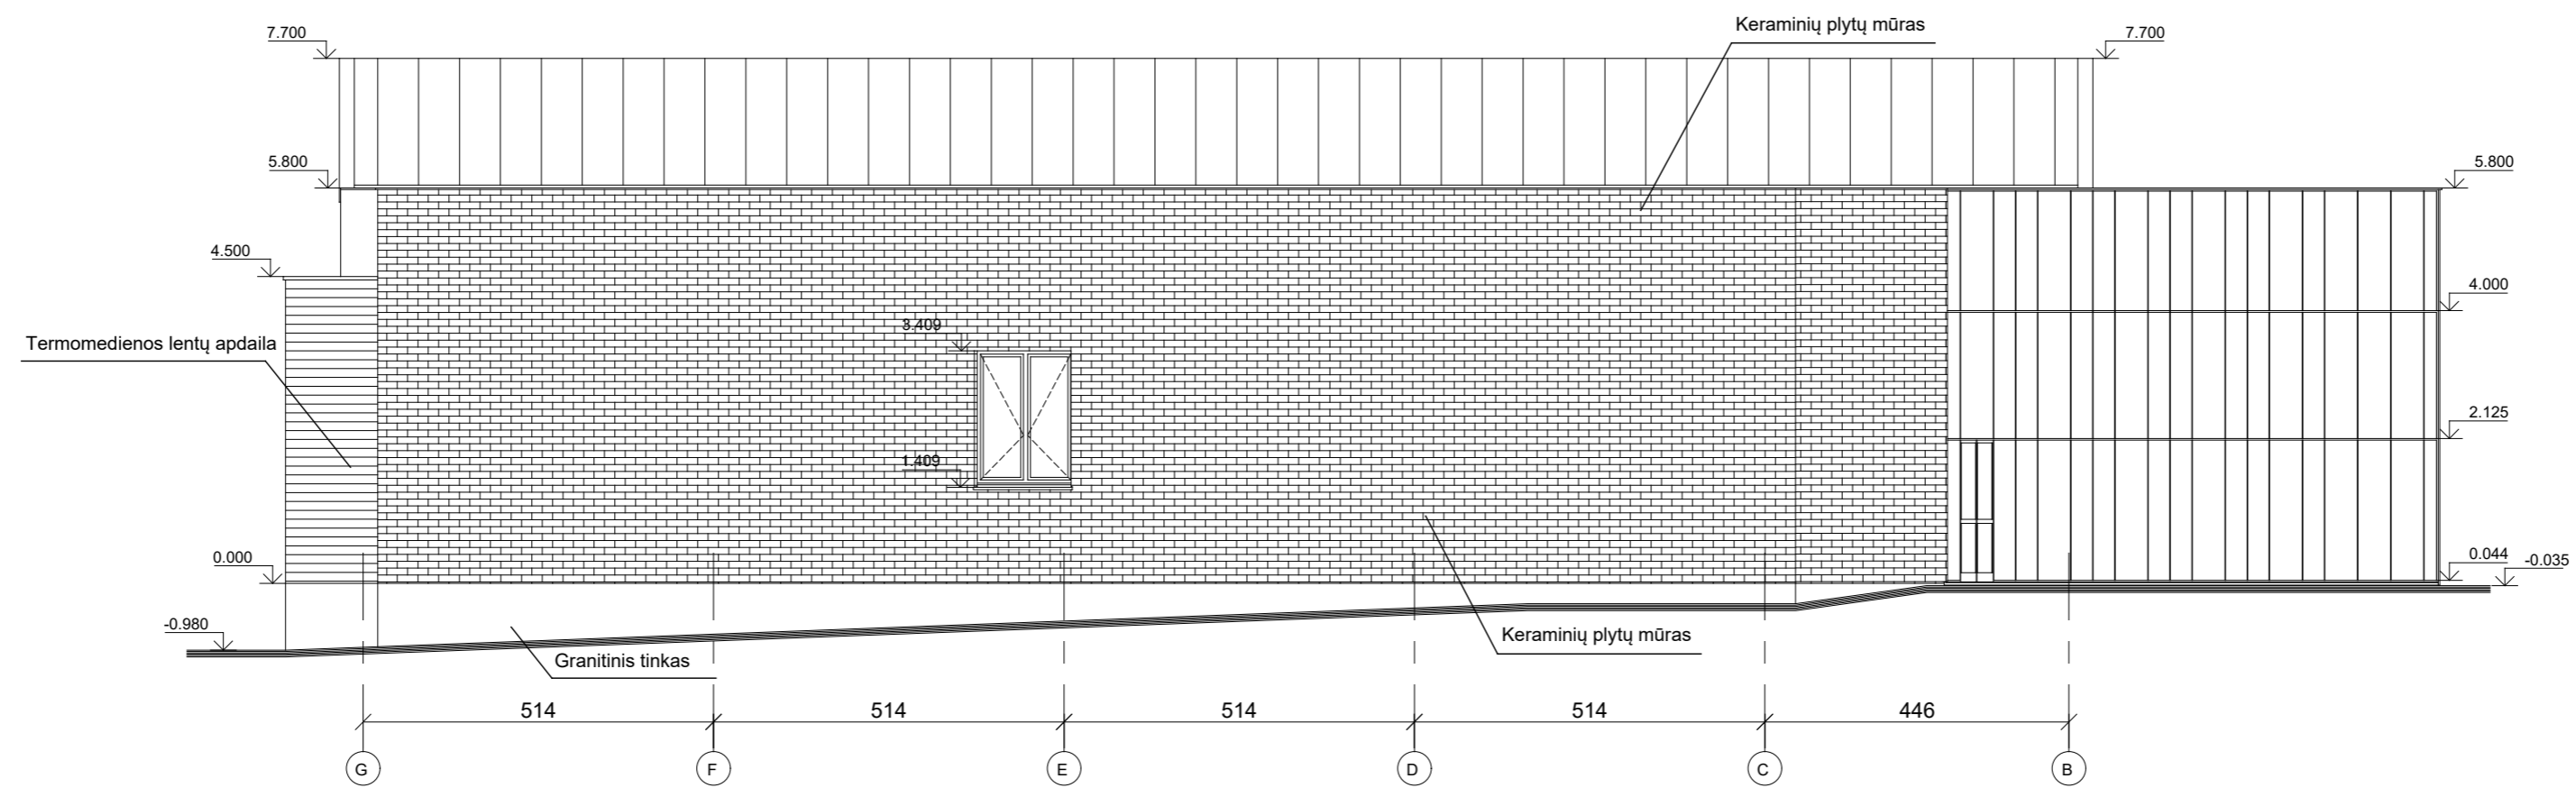 Keraminių plytų mūras
7.700
7.700
5.800
5.800
4.500
4.000
3.409
Termomedienos lentų apdaila
2.125
1.409
0.000
0.044
-0.035
-0.980
Keraminių plytų mūras
Granitinis tinkas
514
514
514
514
446
G
F
E
D
C
B